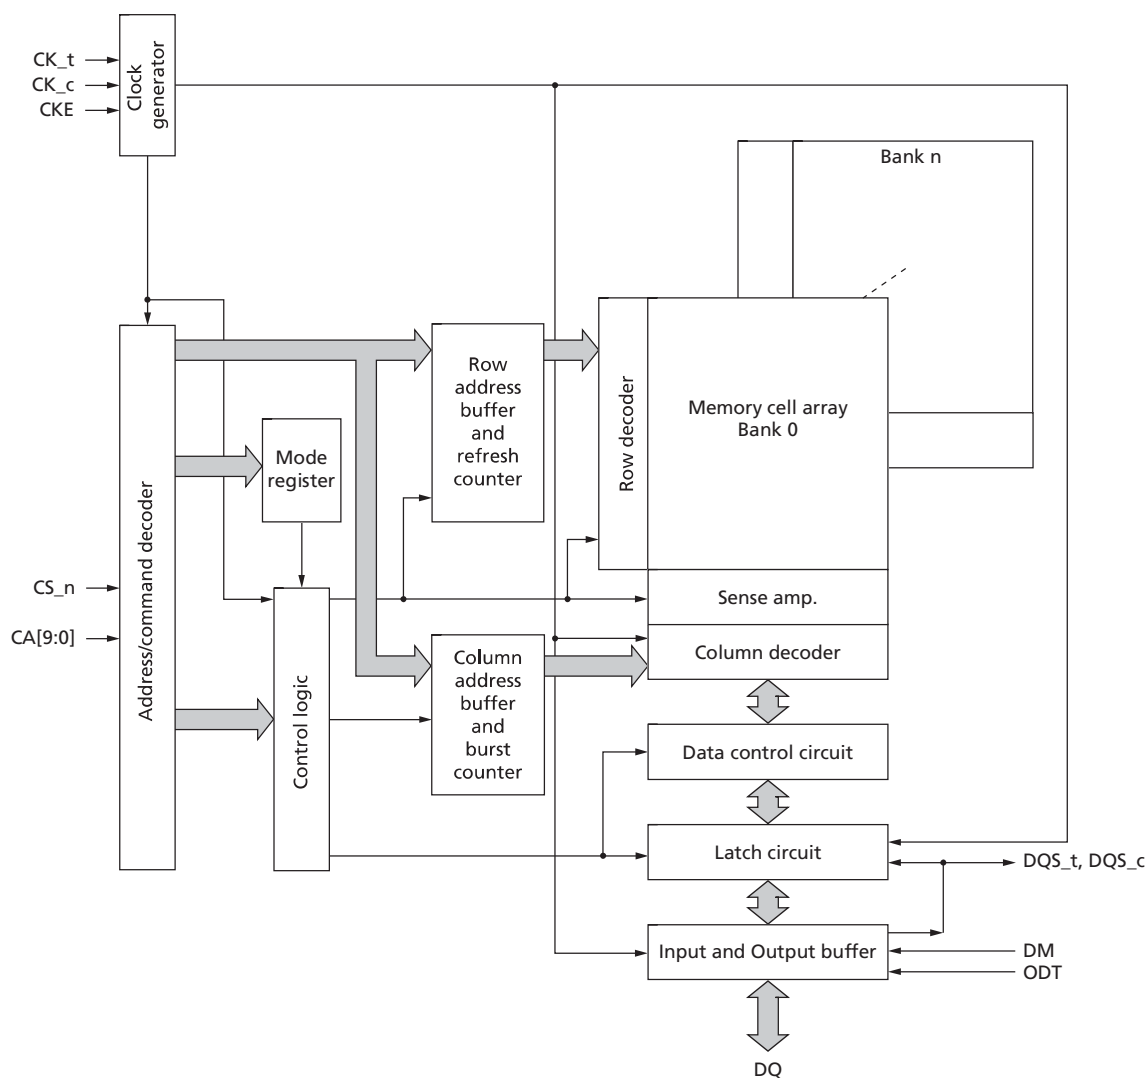 CK_t
CK_c
CKE
Clock
generator
Bank n
Memory cell array
Bank 0
Row decoder
Row
address
buffer
and
refresh
counter
Mode
register
Address/command decoder
CS_n
CA[9:0]
Control logic
Sense amp.
Column decoder
Column
address
buffer
and
burst
counter
Data control circuit
Latch circuit
DQS_t, DQS_c
Input and Output buffer
DM
ODT
DQ